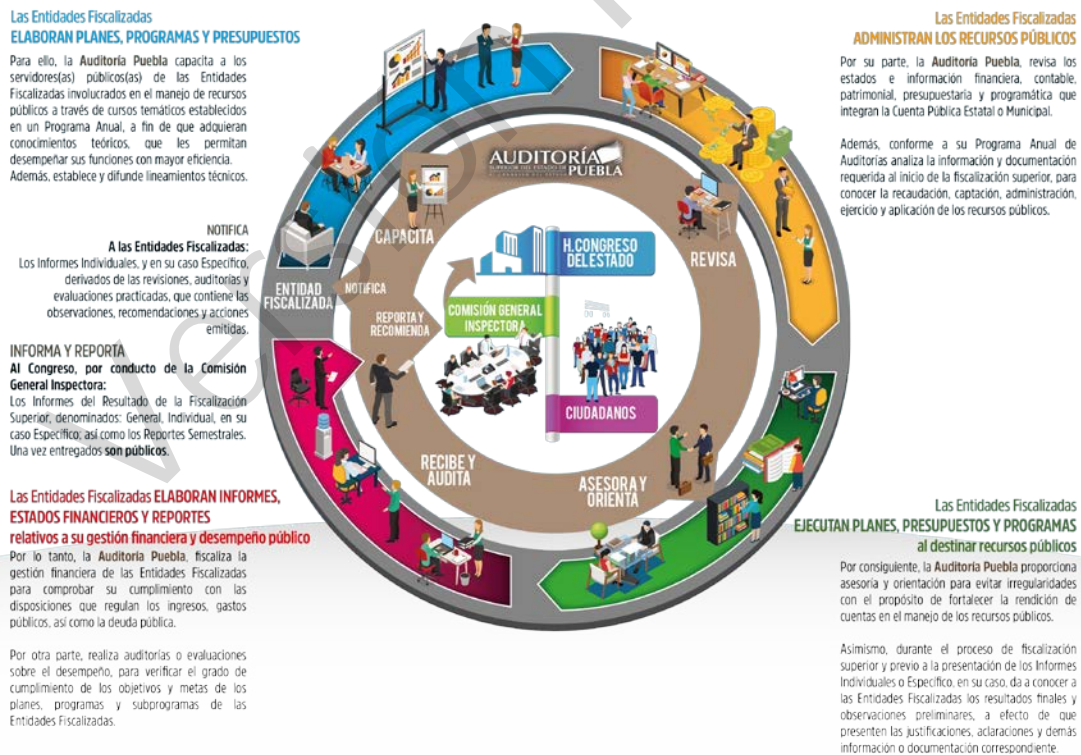 Las Entidades Fiscalizadas
ELABORAN PLANES, PROGRAMAS Y PRESUPUESTOS
Para ello, la Auditoría Puebla capacita a los
servidores(as) públicos(as) de las Entidades
Fiscalizadas involucrados en el manejo de recursos
públicos a través de cursos temáticos establecidos
en un Programa Anual, a fin de que adquieran
conocimientos teóricos, que les permitan
desempeñar sus funciones con mayor eficiencia.
Además, establece y difunde lineamientos técnicos.
NOTIFICA
A las Entidades Fiscalizadas:
Los Informes Individuales, y en su caso Específico,
derivados de las revisiones, auditorías y
evaluaciones practicadas, que contiene las
observaciones, recomendaciones y acciones
emitidas.
INFORMA Y REPORTA
Al Congreso, por conducto de la Comisión
General Inspectora:
Los Informes del Resultado de la Fiscalización
Superior, denominados: General, Individual, en su
caso Específico; así como los Reportes Semestrales.
Una vez entregados son públicos.
Las Entidades Fiscalizadas ELABORAN INFORMES,
ESTADOS FINANCIEROS Y REPORTES
relativos a su gestión financiera y desempeño público
Por lo tanto, la Auditoría Puebla, fiscaliza la
gestión financiera de las Entidades Fiscalizadas
para comprobar su cumplimiento con las
disposiciones que regulan los ingresos, gastos
públicos, así como la deuda pública.
Por otra parte, realiza auditorías o evaluaciones
sobre el desempeño, para verificar el grado de
cumplimiento de los objetivos y metas de los
planes, programas y subprogramas de las
Entidades Fiscalizadas.
AUDITORÍA
SUPERIOR DEL ESTADO DE PUEBLA
CAPACITA
REVISA
H. CONGRESO
DEL ESTADO
ENTIDAD
FISCALIZADA
NOTIFICA
REPORTA Y
RECOMIENDA
COMISIÓN GENERAL
INSPECTORA
CIUDADANOS
RECIBE Y
AUDITA
ASESORA Y
ORIENTA
Las Entidades Fiscalizadas
ADMINISTRAN LOS RECURSOS PÚBLICOS
Por su parte, la Auditoría Puebla, revisa los
estados e información financiera, contable,
patrimonial, presupuestaria y programática que
integran la Cuenta Pública Estatal o Municipal.
Además, conforme a su Programa Anual de
Auditorías analiza la información y documentación
requerida al inicio de la fiscalización superior, para
conocer la recaudación, captación, administración,
ejercicio y aplicación de los recursos públicos.
Las Entidades Fiscalizadas
EJECUTAN PLANES, PRESUPUESTOS Y PROGRAMAS
al destinar recursos públicos
Por consiguiente, la Auditoría Puebla proporciona
asesoría y orientación para evitar irregularidades
con el propósito de fortalecer la rendición de
cuentas en el manejo de los recursos públicos.
Asimismo, durante el proceso de fiscalización
superior y previo a la presentación de los Informes
Individuales o Específico, en su caso, da a conocer a
las Entidades Fiscalizadas los resultados finales y
observaciones preliminares, a efecto de que
presenten las justificaciones, aclaraciones y demás
información o documentación correspondiente.